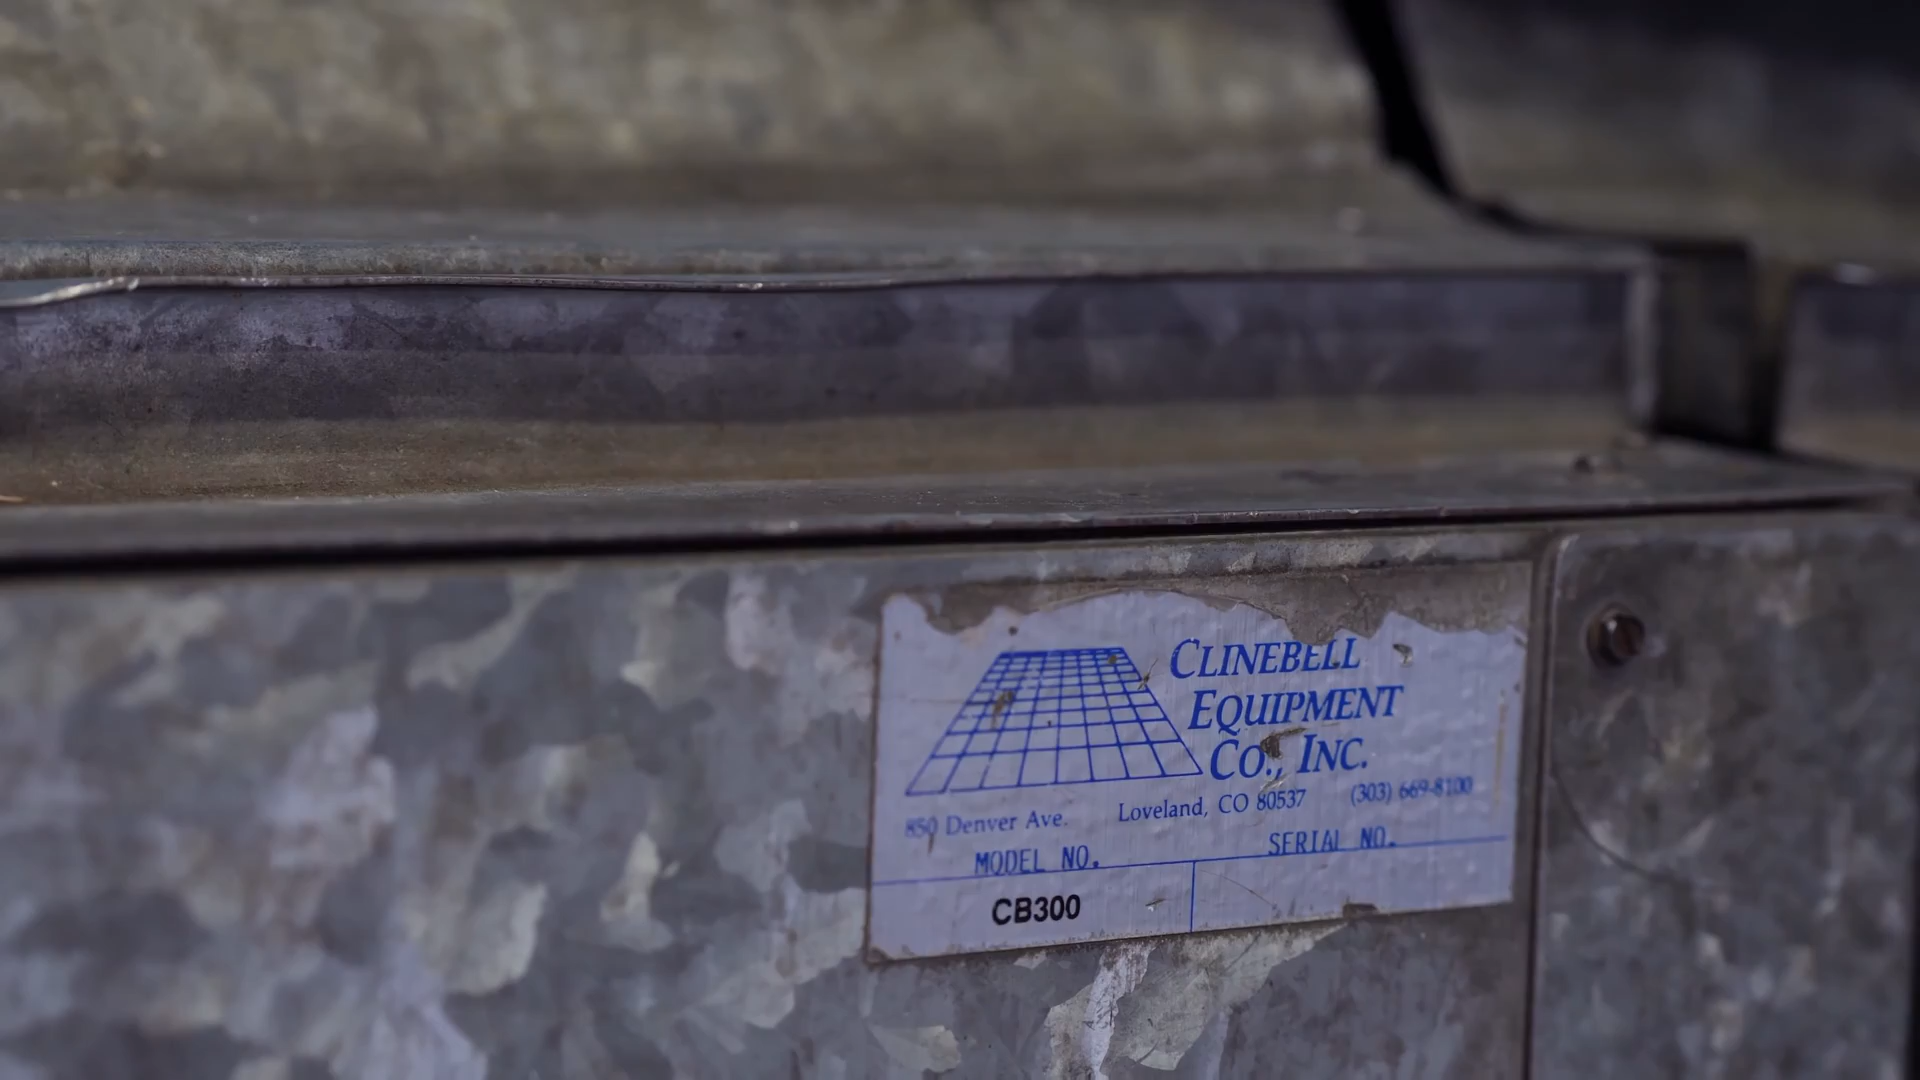 CLINEBELL
EQUIPMENT
CO., INC.
850 Denver Ave. Loveland, CO 80537 (303) 669-8100
MODEL NO. SERIAL NO.
CB300